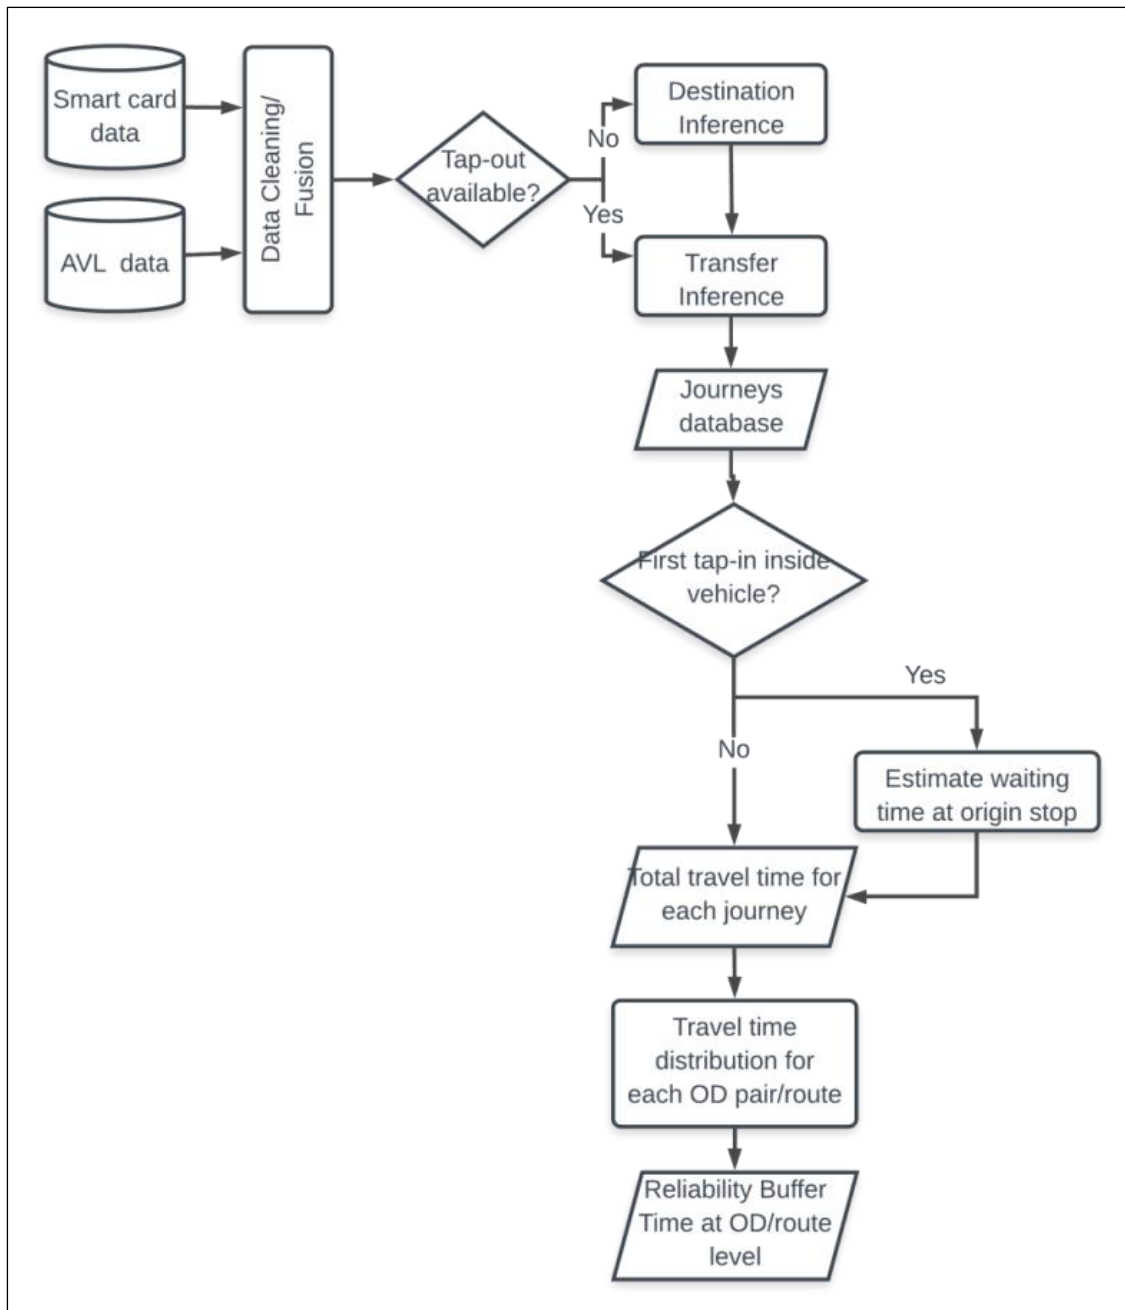 Smart card
data
AVL data
Data Cleaning/
Fusion
Tap-out
available?
No
Yes
Destination
Inference
Transfer
Inference
Journeys
database
First tap-in inside
vehicle?
Yes
No
Estimate waiting
time at origin stop
Total travel time for
each journey
Travel time
distribution for
each OD pair/route
Reliability Buffer
Time at OD/route
level